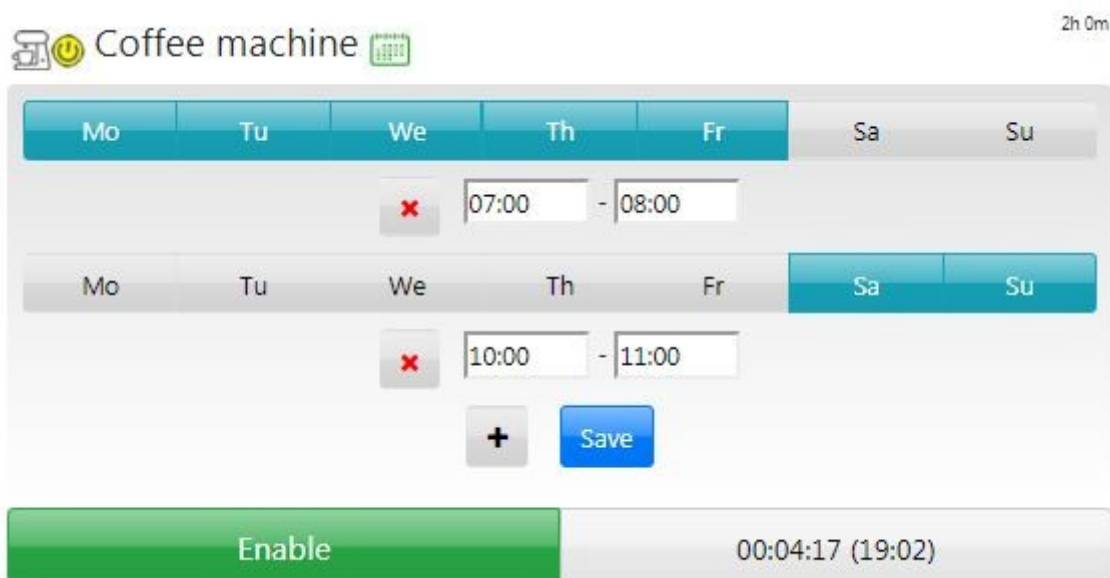 2h 0m
Coffee machine
Mo Tu We Th Fr Sa Su
07:00 - 08:00
Mo Tu We Th Fr Sa Su
10:00 - 11:00
+ Save
Enable 00:04:17 (19:02)